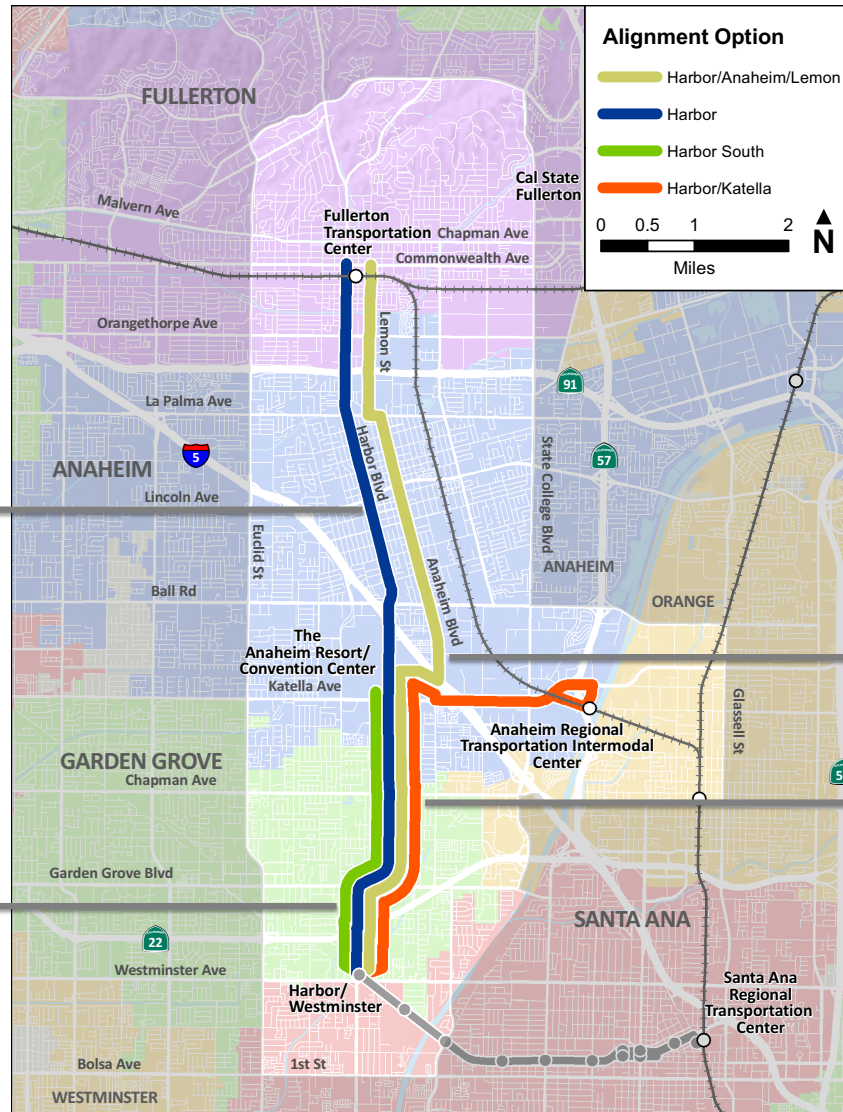 Alignment Option
Harbor/Anaheim/Lemon
Harbor
Harbor South
Harbor/Katella
0 0.5 1 2
Miles
N
FULLERTON
Cal State
Fullerton
Malvern Ave
Fullerton
Transportation
Center
Chapman Ave
Commonwealth Ave
Orangethorpe Ave
Lemon St
91
La Palma Ave
Harbor Blvd
State College Blvd
57
ANAHEIM
5
Lincoln Ave
Euclid St
Anaheim Blvd
ANAHEIM
Ball Rd
ORANGE
The
Anaheim Resort/
Convention Center
Katella Ave
Glassell St
Anaheim Regional
Transportation Intermodal
Center
GARDEN GROVE
Chapman Ave
5
Garden Grove Blvd
SANTA ANA
22
Westminster Ave
Harbor/
Westminster
Santa Ana
Regional
Transportation
Center
Bolsa Ave
1st St
WESTMINSTER